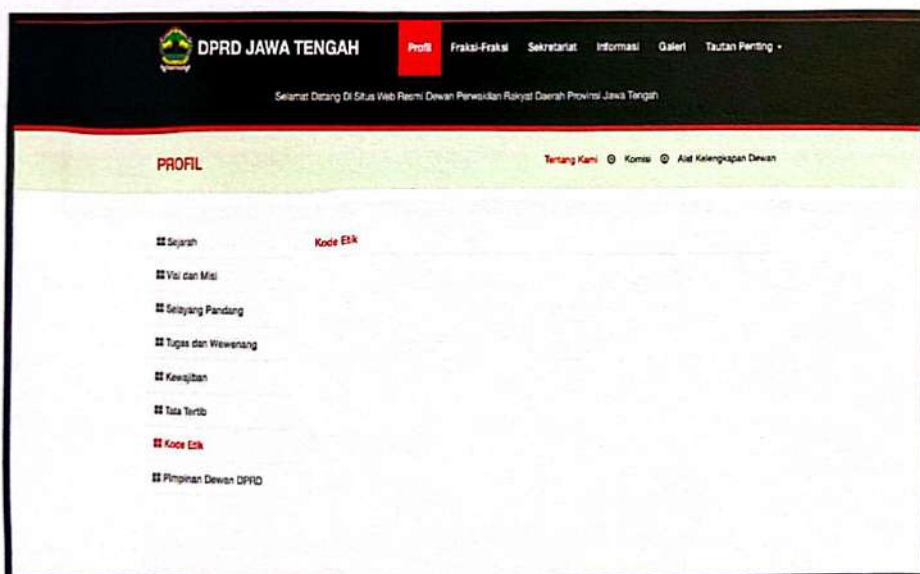 DPRD JAWA TENGAH
Profil Fraksi-Fraksi Sekretariat Informasi Galeri Tautan Penting
Selamat Datang Di Situs Web Resmi Dewan Perwakilan Rakyat Daerah Provinsi Jawa Tengah
PROFIL
Tentang Kami Komisi Alat Kelengkapan Dewan
Sejarah
Kode Etik
Visi dan Misi
Selayang Pandang
Tugas dan Wewenang
Kewajiban
Tata Tertib
Kode Etik
Pimpinan Dewan DPRD